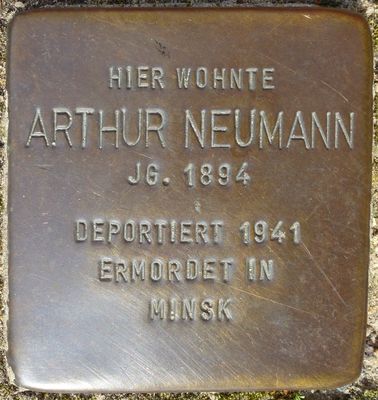 HIER WOHNTE
ARTHUR NEUMANN
JG. 1894
DEPORTIERT 1941
ERMORDET IN
MINSK